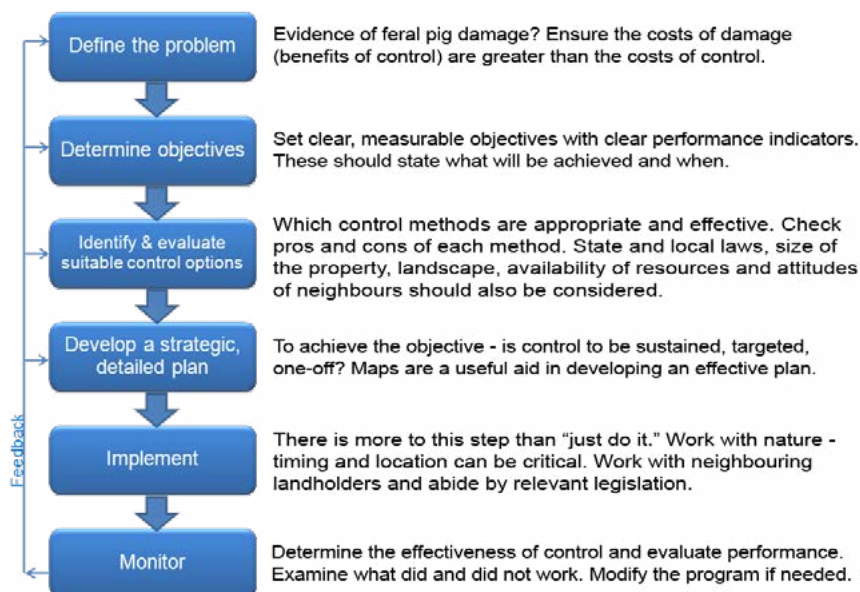 Define the problem
Evidence of feral pig damage? Ensure the costs of damage
(benefits of control) are greater than the costs of control.
Determine objectives
Set clear, measurable objectives with clear performance indicators.
These should state what will be achieved and when.
Identify & evaluate
suitable control options
Which control methods are appropriate and effective. Check
pros and cons of each method. State and local laws, size of
the property, landscape, availability of resources and attitudes
of neighbours should also be considered.
Develop a strategic,
detailed plan
To achieve the objective - is control to be sustained, targeted,
one-off? Maps are a useful aid in developing an effective plan.
Implement
There is more to this step than “just do it.” Work with nature -
timing and location can be critical. Work with neighbouring
landholders and abide by relevant legislation.
Monitor
Determine the effectiveness of control and evaluate performance.
Examine what did and did not work. Modify the program if needed.
Feedback